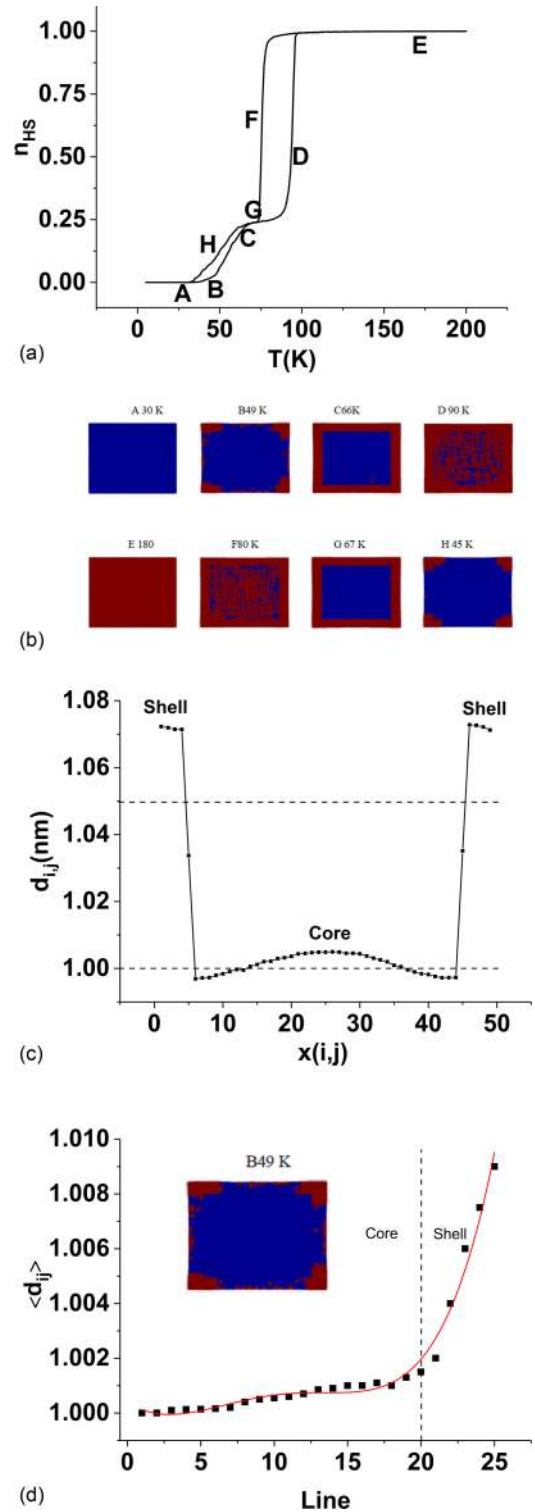 1.00
0.75
0.50
0.25
0.00
n_HS
E
F
D
G
C
H
A
B
0
50
100
150
200
T(K)
(a)
A 30 K
B49 K
C66K
D 90 K
E 180
F80 K
G 67 K
H 45 K
(b)
1.08
1.06
1.04
1.02
1.00
d_i,j(nm)
Shell
Shell
Core
0
10
20
30
40
50
x(i,j)
(c)
1.010
1.008
1.006
1.004
1.002
1.000
<d_ij>
B49 K
Core
Shell
0
5
10
15
20
25
Line
(d)